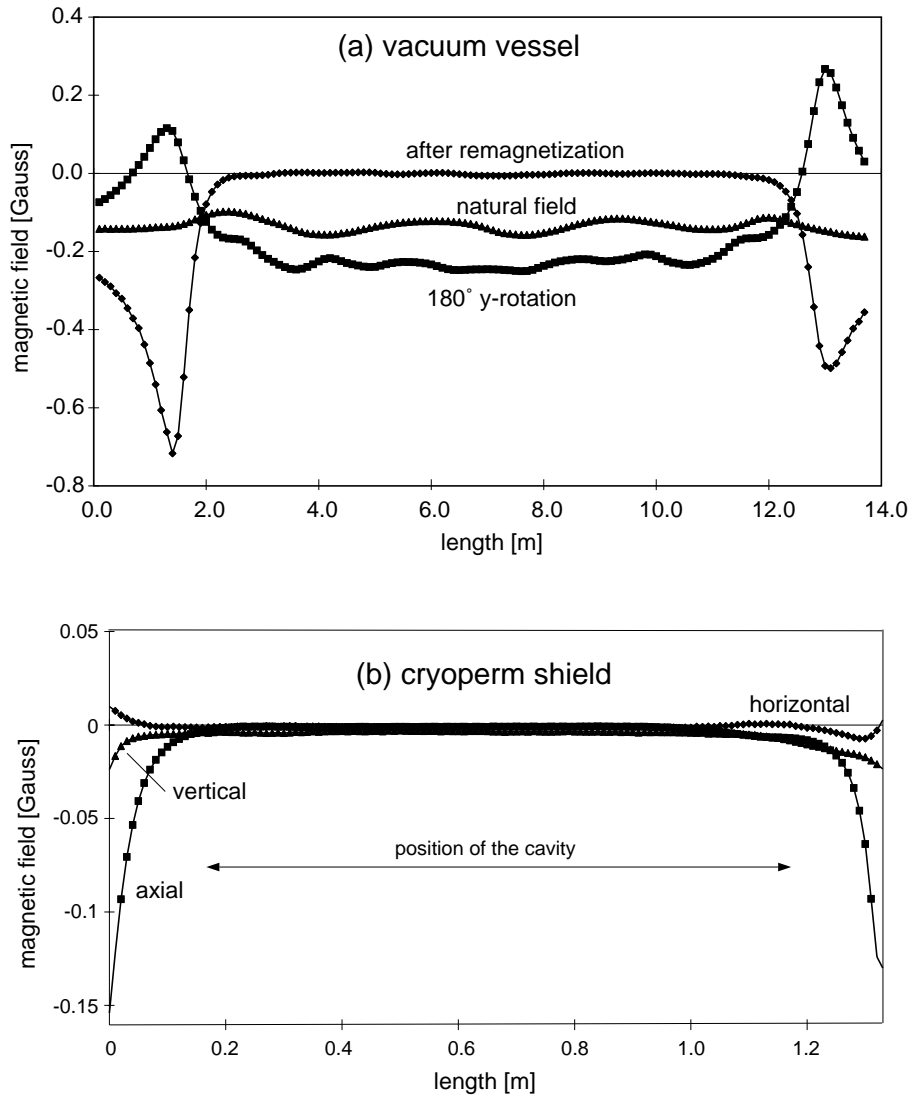 (a) vacuum vessel
0.4
0.2
0.0
-0.2
-0.4
-0.6
-0.8
magnetic field [Gauss]
after remagnetization
natural field
180˚ y-rotation
0.0 2.0 4.0 6.0 8.0 10.0 12.0 14.0
length [m]
(b) cryoperm shield
0.05
0
-0.05
-0.1
-0.15
magnetic field [Gauss]
horizontal
vertical
position of the cavity
axial
0 0.2 0.4 0.6 0.8 1.0 1.2
length [m]